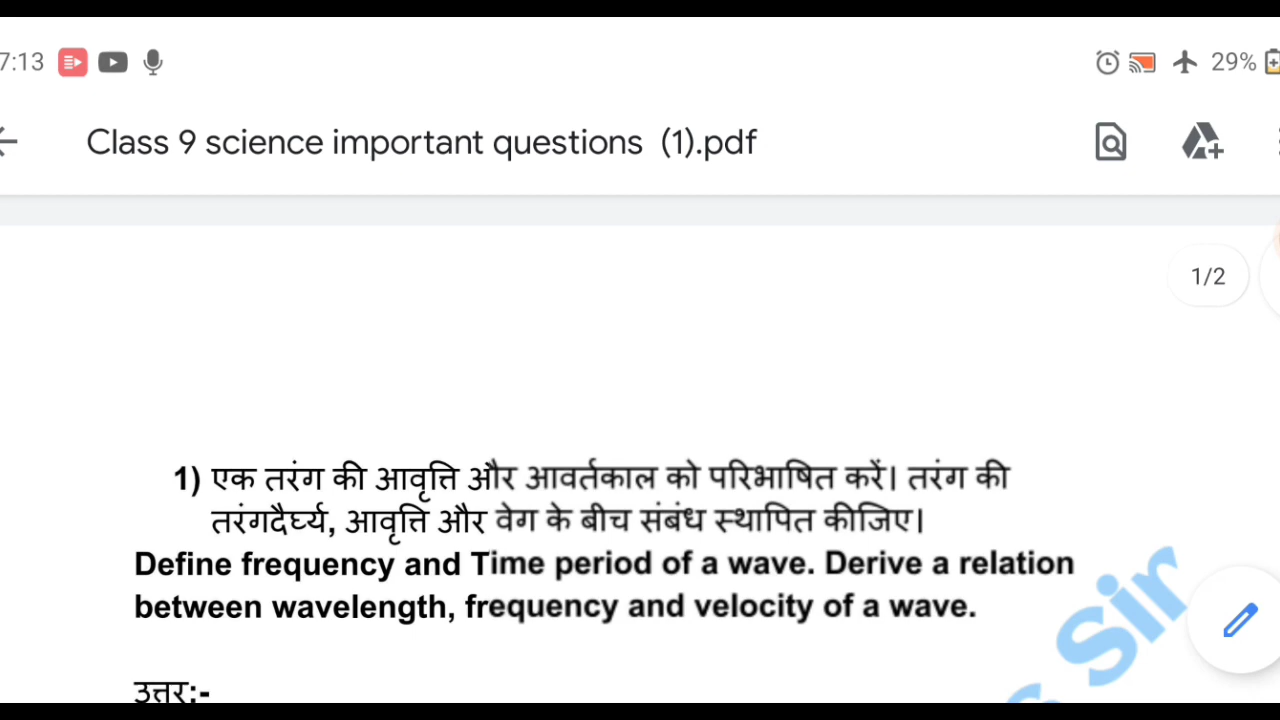 7:13
29%
Class 9 science important questions (1).pdf
1/2
1) एक तरंग की आवृत्ति और आवर्तकाल को परिभाषित करें। तरंग की
तरंगदैर्घ्य, आवृत्ति और वेग के बीच संबंध स्थापित कीजिए।
Define frequency and Time period of a wave. Derive a relation
between wavelength, frequency and velocity of a wave.
Sir
उत्तर:-